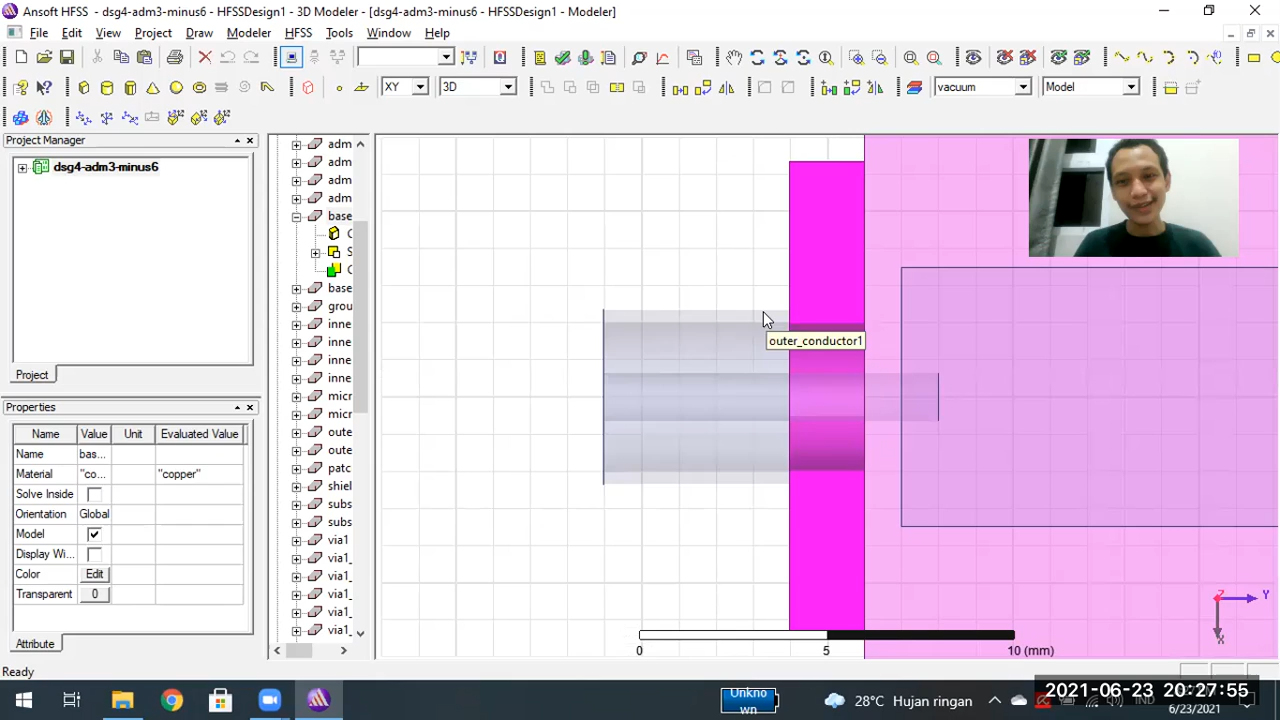 Ansoft HFSS - dsg4-adm3-minus6 - HFSSDesign1 - 3D Modeler - [dsg4-adm3-minus6 - HFSSDesign1 - Modeler]
File Edit View Project Draw Modeler HFSS Tools Window Help
XY 3D vacuum Model
Project Manager
dsg4-adm3-minus6
Project
Properties
Name Value Unit Evaluated Value
Name bas...
Material "co... "copper"
Solve Inside
Orientation Global
Model
Display Wi...
Color Edit
Transparent 0
Attribute
adm
adm
adm
adm
base
C
S
C
base
grou
inne
inne
inne
inne
micr
micr
oute
oute
patc
shiel
subs
subs
via1
via1_
via1_
via1_
via1_
via1_
outer_conductor1
Z
Y
X
0 5 10 (mm)
Ready
Unkno
wn
28°C Hujan ringan
IND
2021-06-23 20:27:55
6/23/2021